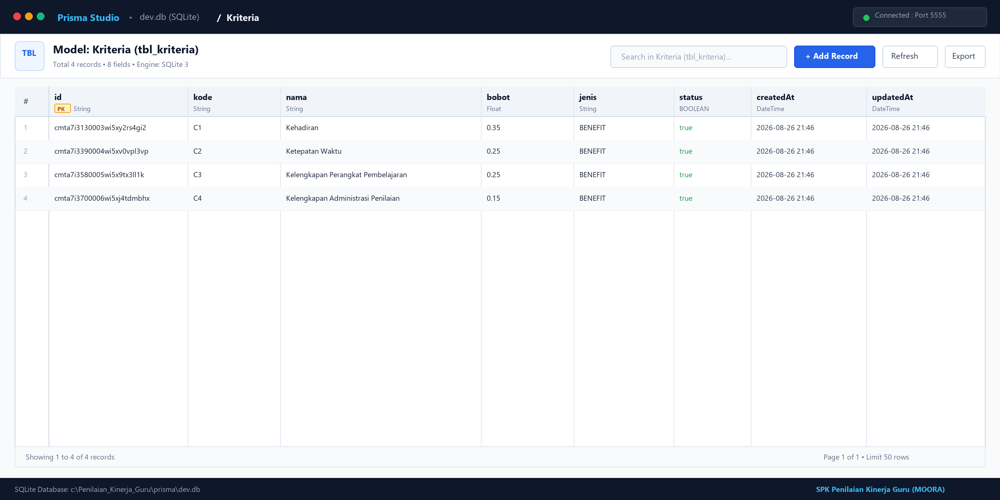 Prisma Studio • dev.db (SQLite) / Kriteria
Connected : Port 5555
TBL
Model: Kriteria (tbl_kriteria)
Total 4 records • 8 fields • Engine: SQLite 3
Search in Kriteria (tbl_kriteria)...
+ Add Record
Refresh
Export
# id kode nama bobot jenis status createdAt updatedAt
PK String String String Float String BOOLEAN DateTime DateTime
1 cmta7i3130003wi5xy2rs4gi2 C1 Kehadiran 0.35 BENEFIT true 2026-08-26 21:46 2026-08-26 21:46
2 cmta7i3390004wi5xv0vpl3vp C2 Ketepatan Waktu 0.25 BENEFIT true 2026-08-26 21:46 2026-08-26 21:46
3 cmta7i3580005wi5x9tx3ll1k C3 Kelengkapan Perangkat Pembelajaran 0.25 BENEFIT true 2026-08-26 21:46 2026-08-26 21:46
4 cmta7i3700006wi5xj4tdmbhx C4 Kelengkapan Administrasi Penilaian 0.15 BENEFIT true 2026-08-26 21:46 2026-08-26 21:46
Showing 1 to 4 of 4 records
Page 1 of 1 • Limit 50 rows
SQLite Database: c:\Penilaian_Kinerja_Guru\prisma\dev.db
SPK Penilaian Kinerja Guru (MOORA)